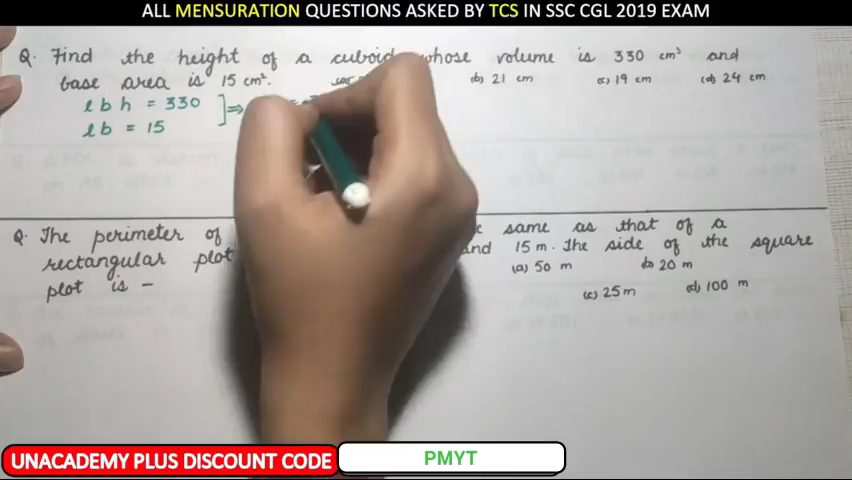 ALL MENSURATION QUESTIONS ASKED BY TCS IN SSC CGL 2019 EXAM
Q. Find the height of a cuboid whose volume is 330 cm³ and
base area is 15 cm². (b) 21 cm (c) 19 cm (d) 24 cm
l b h = 330
l b = 15
Q. The perimeter of same as that of a
rectangular plot and 15 m. The side of the square
plot is – (a) 50 m (b) 20 m
(c) 25 m (d) 100 m
UNACADEMY PLUS DISCOUNT CODE PMYT